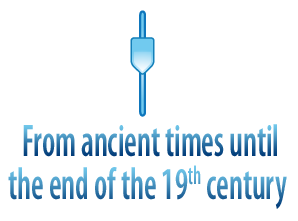 From ancient times until
the end of the 19th century